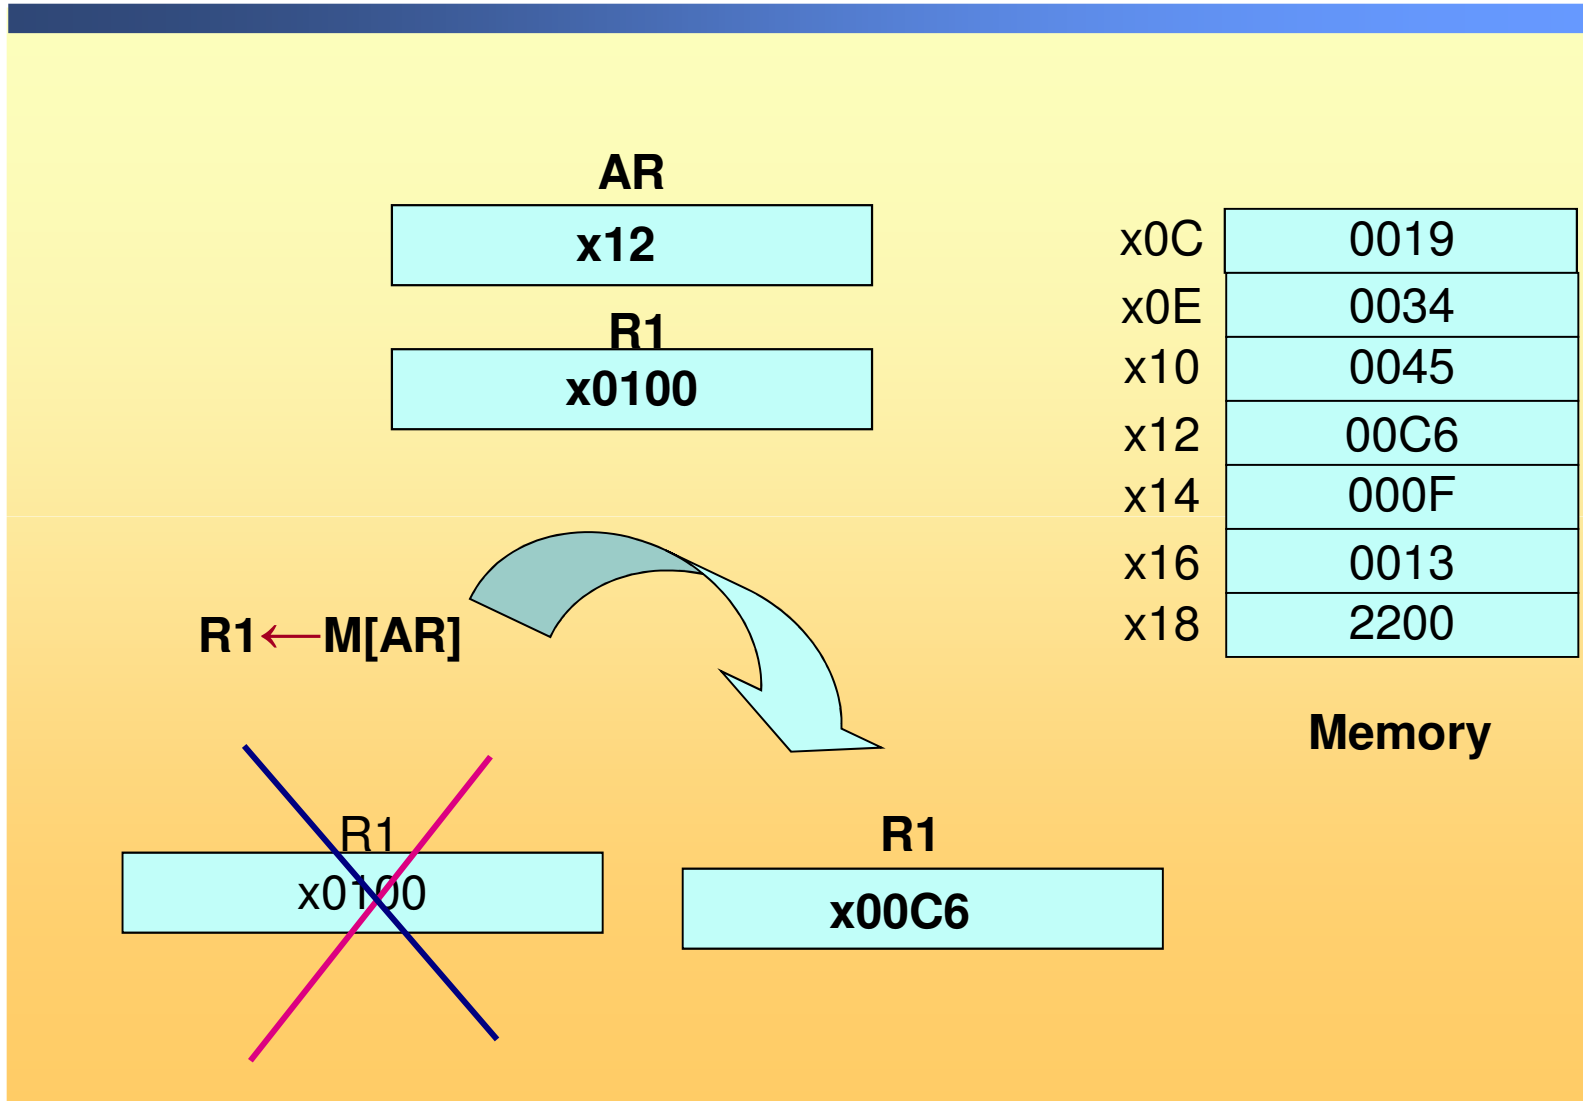 AR
x12
R1
x0100
x0C 0019
x0E 0034
x10 0045
x12 00C6
x14 000F
x16 0013
x18 2200
Memory
R1←M[AR]
R1
x0100
R1
x00C6